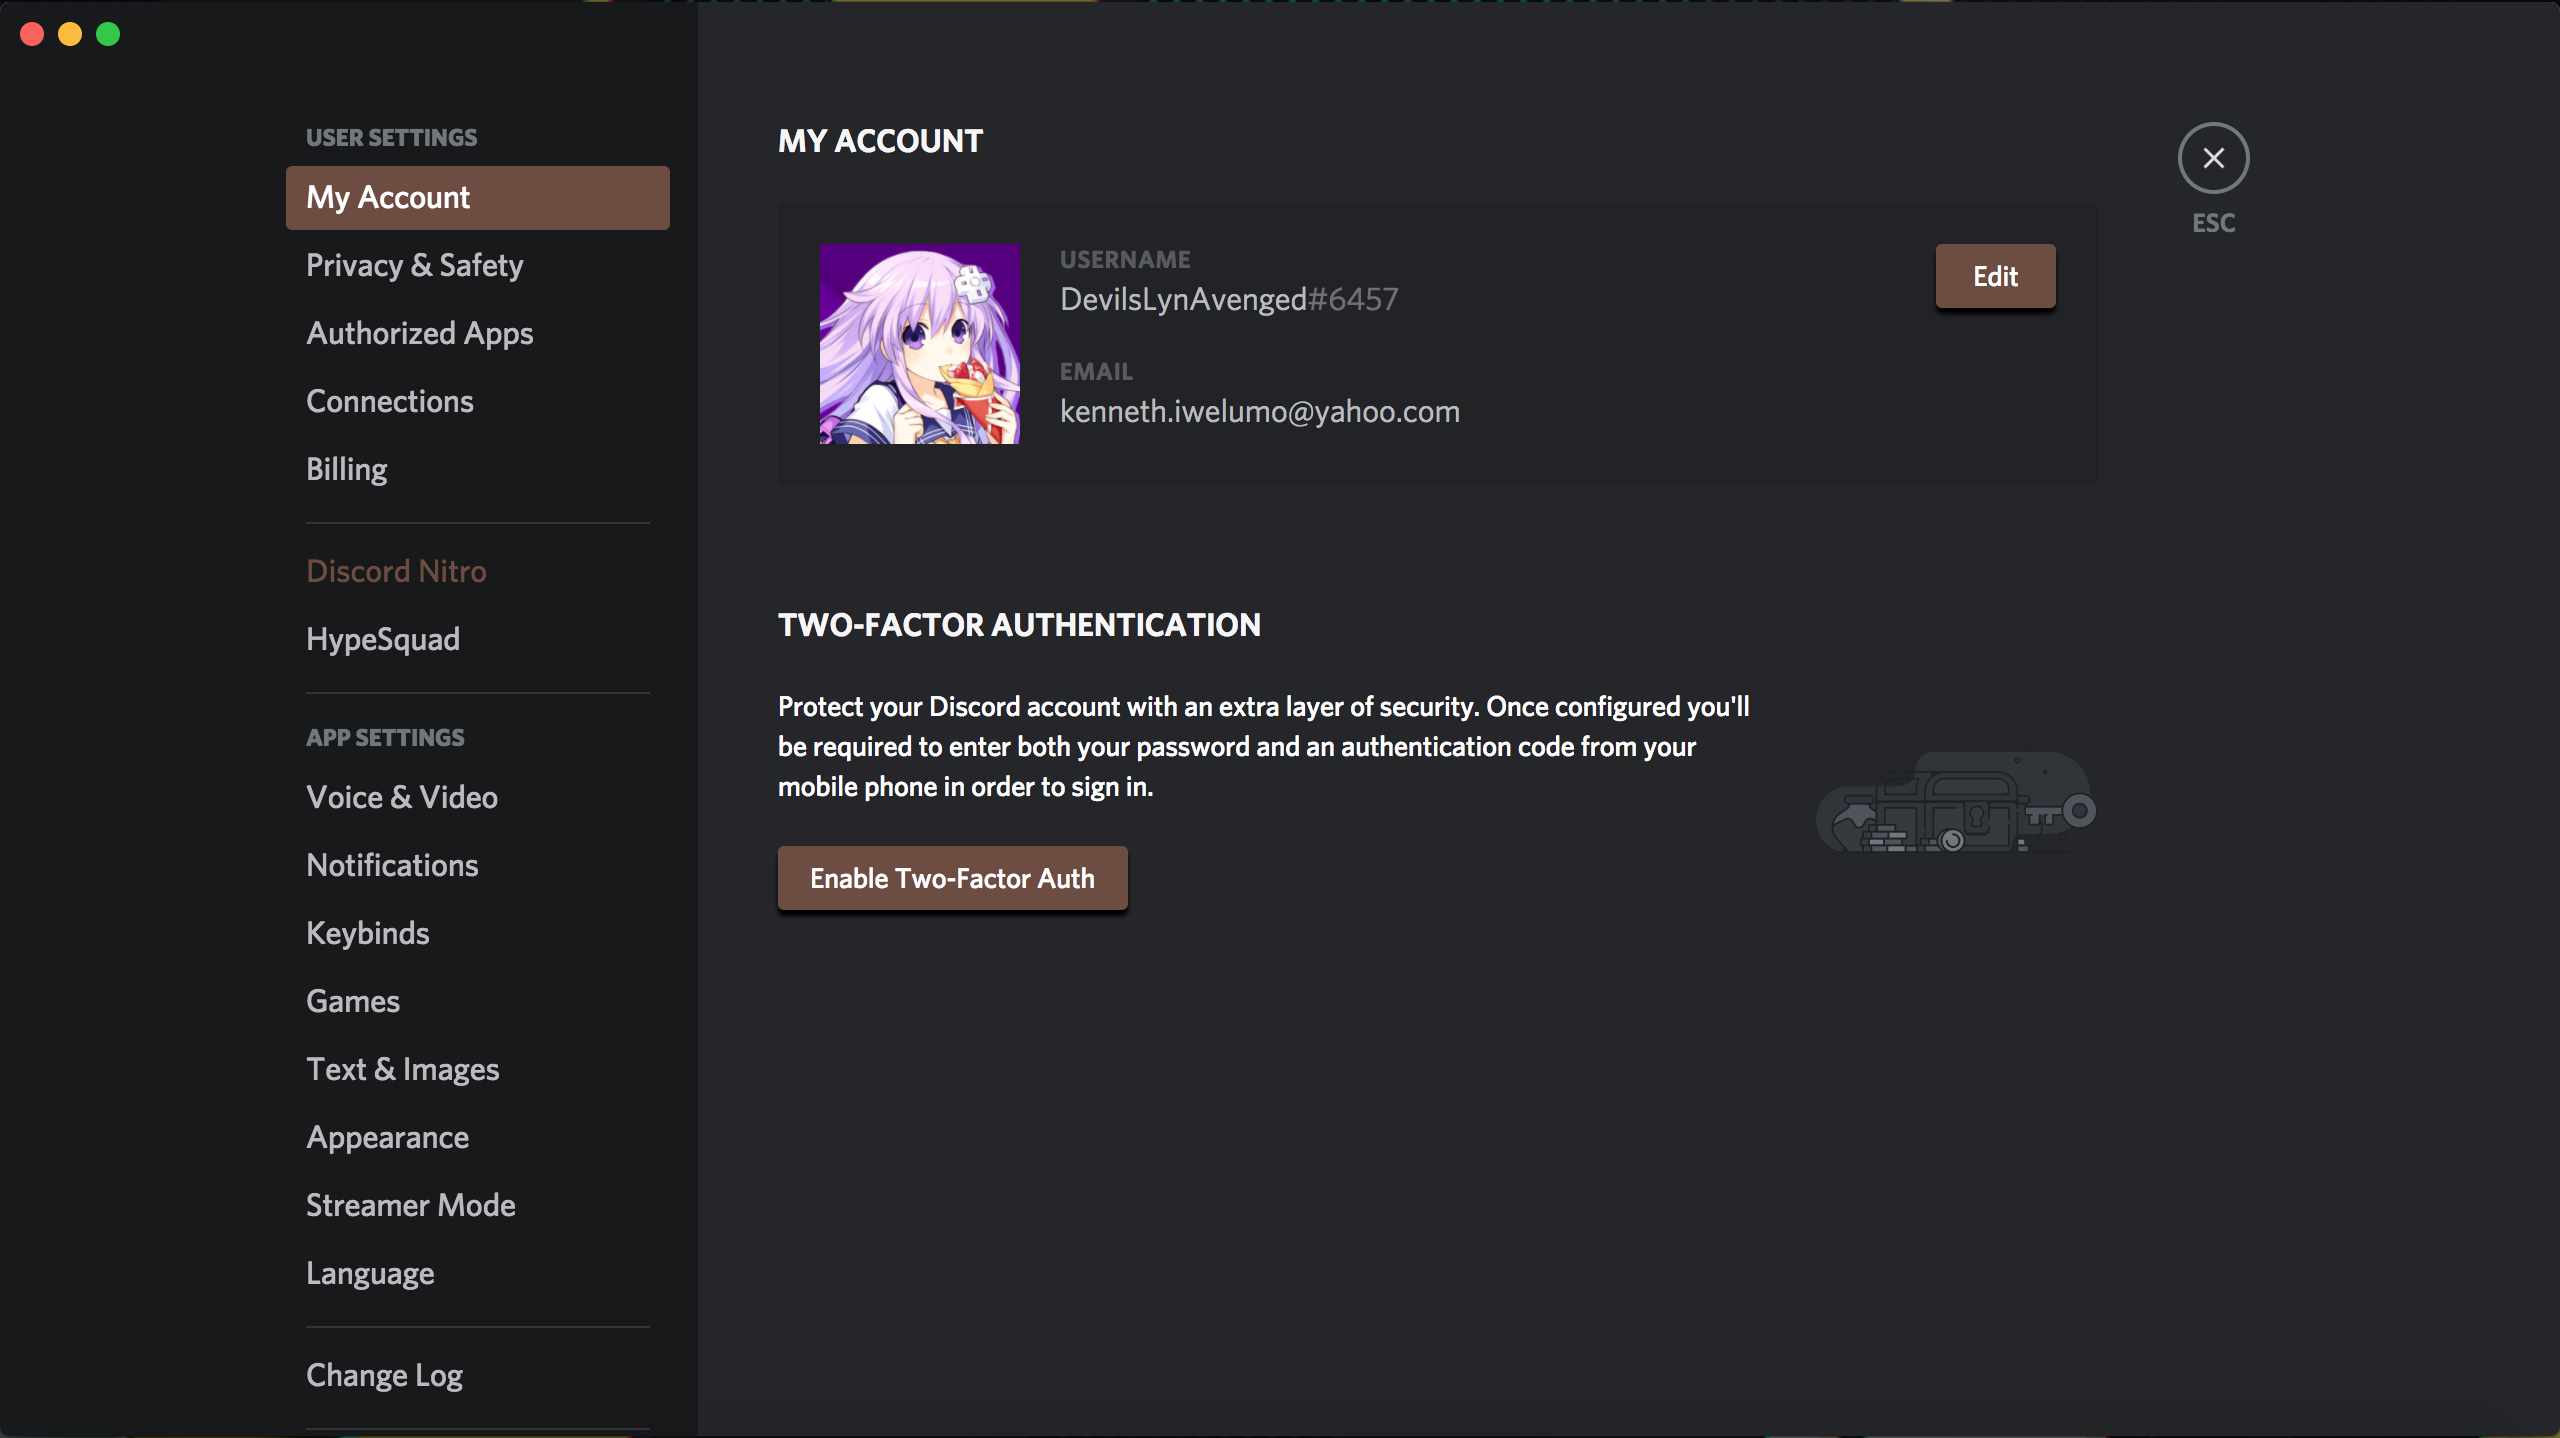 USER SETTINGS
My Account
Privacy & Safety
Authorized Apps
Connections
Billing
Discord Nitro
HypeSquad
APP SETTINGS
Voice & Video
Notifications
Keybinds
Games
Text & Images
Appearance
Streamer Mode
Language
Change Log
MY ACCOUNT
USERNAME
DevilsLynAvenged#6457
EMAIL
kenneth.iwelumo@yahoo.com
Edit
ESC
TWO-FACTOR AUTHENTICATION
Protect your Discord account with an extra layer of security. Once configured you'll
be required to enter both your password and an authentication code from your
mobile phone in order to sign in.
Enable Two-Factor Auth